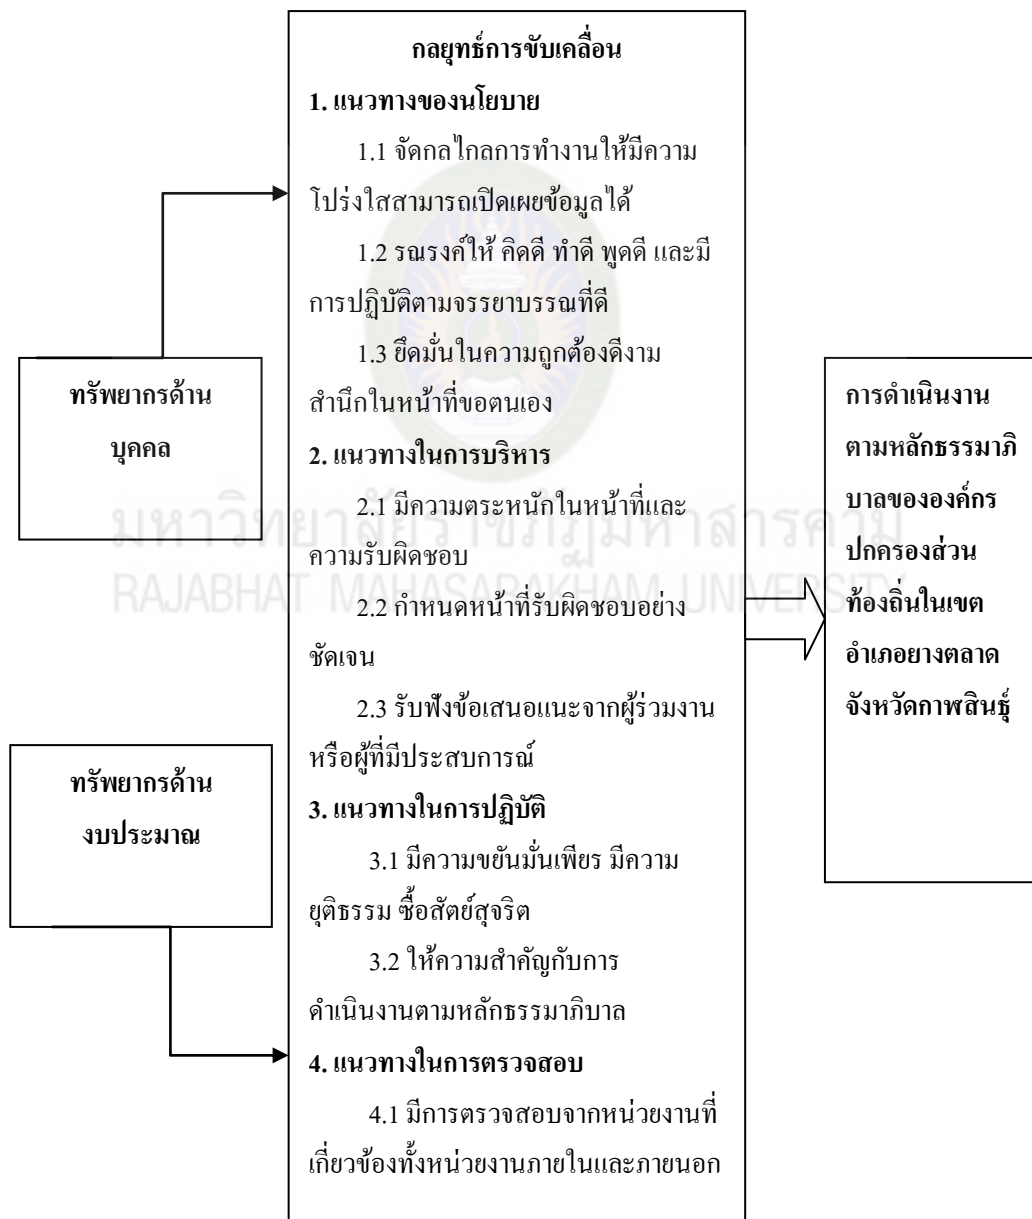 กลยุทธ์การขับเคลื่อน
1. แนวทางของนโยบาย
1.1 จัดกลไกลการทำงานให้มีความ
โปร่งใสสามารถเปิดเผยข้อมูลได้
1.2 รณรงค์ให้ คิดดี ทำดี พูดดี และมี
การปฏิบัติตามจรรยาบรรณที่ดี
1.3 ยึดมั่นในความถูกต้องดีงาม
สำนึกในหน้าที่ขอตนเอง
2. แนวทางในการบริหาร
2.1 มีความตระหนักในหน้าที่และ
ความรับผิดชอบ
2.2 กำหนดหน้าที่รับผิดชอบอย่าง
ชัดเจน
2.3 รับฟังข้อเสนอแนะจากผู้ร่วมงาน
หรือผู้ที่มีประสบการณ์
3. แนวทางในการปฏิบัติ
3.1 มีความขยันมั่นเพียร มีความ
ยุติธรรม ซื้อสัตย์สุจริต
3.2 ให้ความสำคัญกับการ
ดำเนินงานตามหลักธรรมาภิบาล
4. แนวทางในการตรวจสอบ
4.1 มีการตรวจสอบจากหน่วยงานที่
เกี่ยวข้องทั้งหน่วยงานภายในและภายนอก
ทรัพยากรด้าน
บุคคล
ทรัพยากรด้าน
งบประมาณ
การดำเนินงาน
ตามหลักธรรมาภิ
บาลขององค์กร
ปกครองส่วน
ท้องถิ่นในเขต
อำเภอยางตลาด
จังหวัดกาฬสินธุ์
มหาวิทยาลัยราชภัฏมหาสารคาม
RAJABHAT MAHASARAKHAM UNIVERSITY